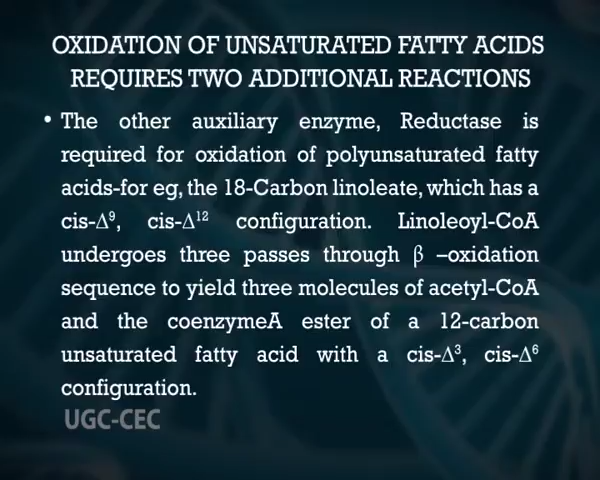 OXIDATION OF UNSATURATED FATTY ACIDS
REQUIRES TWO ADDITIONAL REACTIONS
• The other auxiliary enzyme, Reductase is
required for oxidation of polyunsaturated fatty
acids-for eg, the 18-Carbon linoleate, which has a
cis-Δ⁹, cis-Δ¹² configuration. Linoleoyl-CoA
undergoes three passes through β –oxidation
sequence to yield three molecules of acetyl-CoA
and the coenzymeA ester of a 12-carbon
unsaturated fatty acid with a cis-Δ³, cis-Δ⁶
configuration.
UGC-CEC